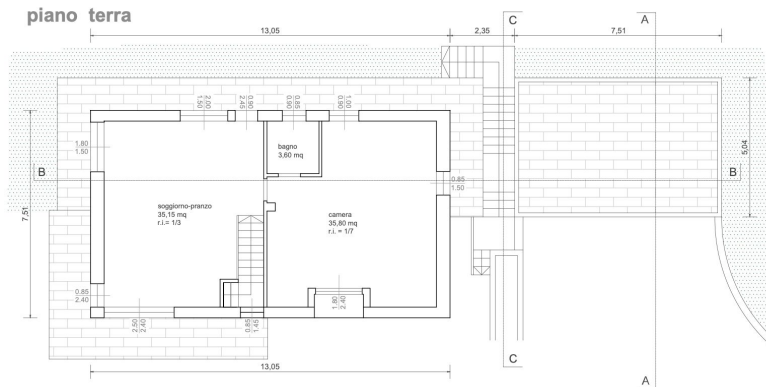 piano terra
13,05
2,35
C
A
7,51
1.50
2.00
2.45
0.90
0.90
0.85
0.90
1.00
1.80
1.50
bagno
3,60 mq
5,04
B
B
0.85
1.50
7,51
soggiorno-pranzo
35,15 mq
r.i.= 1/3
camera
35,80 mq
r.i.= 1/7
0.85
2.40
2.50
2.40
0.85
1.45
1.80
2.40
C
13,05
A